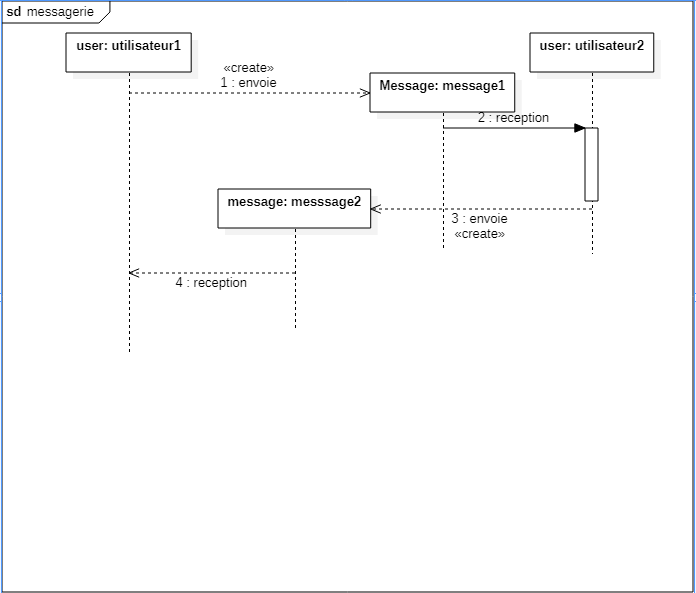 sd messagerie
user: utilisateur1
user: utilisateur2
«create»
1 : envoie
Message: message1
2 : reception
message: messsage2
3 : envoie
«create»
4 : reception